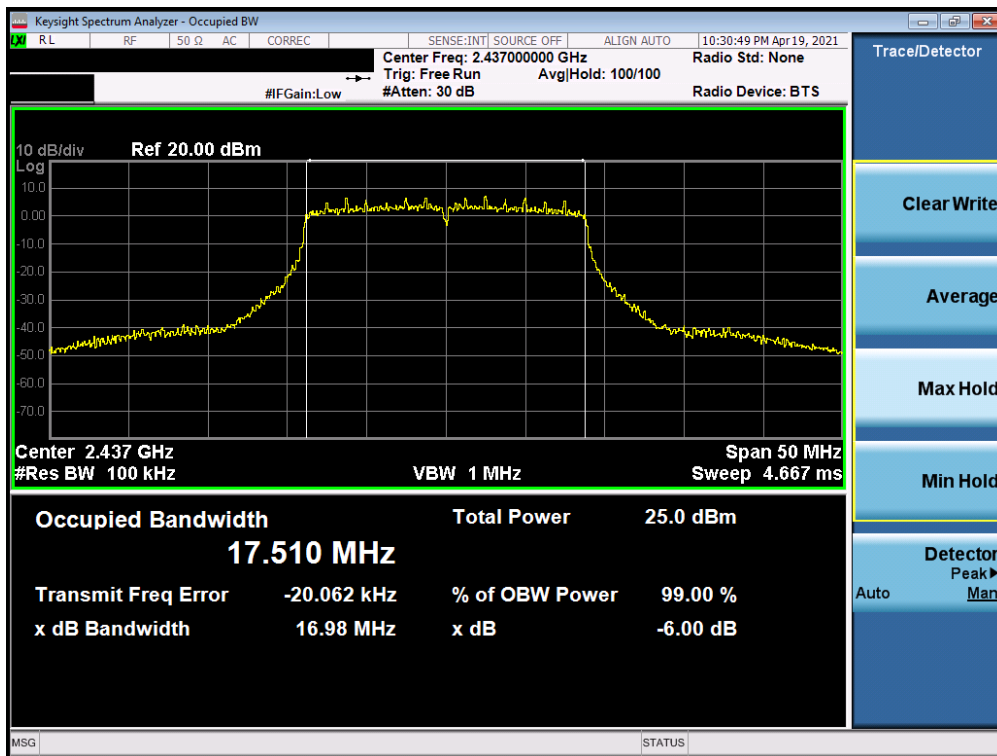 Keysight Spectrum Analyzer - Occupied BW
LXI RL RF 50 Ω AC CORREC SENSE:INT SOURCE OFF ALIGN AUTO 10:30:49 PM Apr 19, 2021
Center Freq: 2.437000000 GHz Radio Std: None
Trig: Free Run Avg|Hold: 100/100
#IFGain:Low #Atten: 30 dB Radio Device: BTS
Trace/Detector
10 dB/div Ref 20.00 dBm
Log
10.0
0.00
-10.0
-20.0
-30.0
-40.0
-50.0
-60.0
-70.0
Center 2.437 GHz Span 50 MHz
#Res BW 100 kHz VBW 1 MHz Sweep 4.667 ms
Occupied Bandwidth Total Power 25.0 dBm
17.510 MHz
Transmit Freq Error -20.062 kHz % of OBW Power 99.00 %
x dB Bandwidth 16.98 MHz x dB -6.00 dB
Clear Write
Average
Max Hold
Min Hold
Detector
Peak▶
Auto Man
MSG STATUS